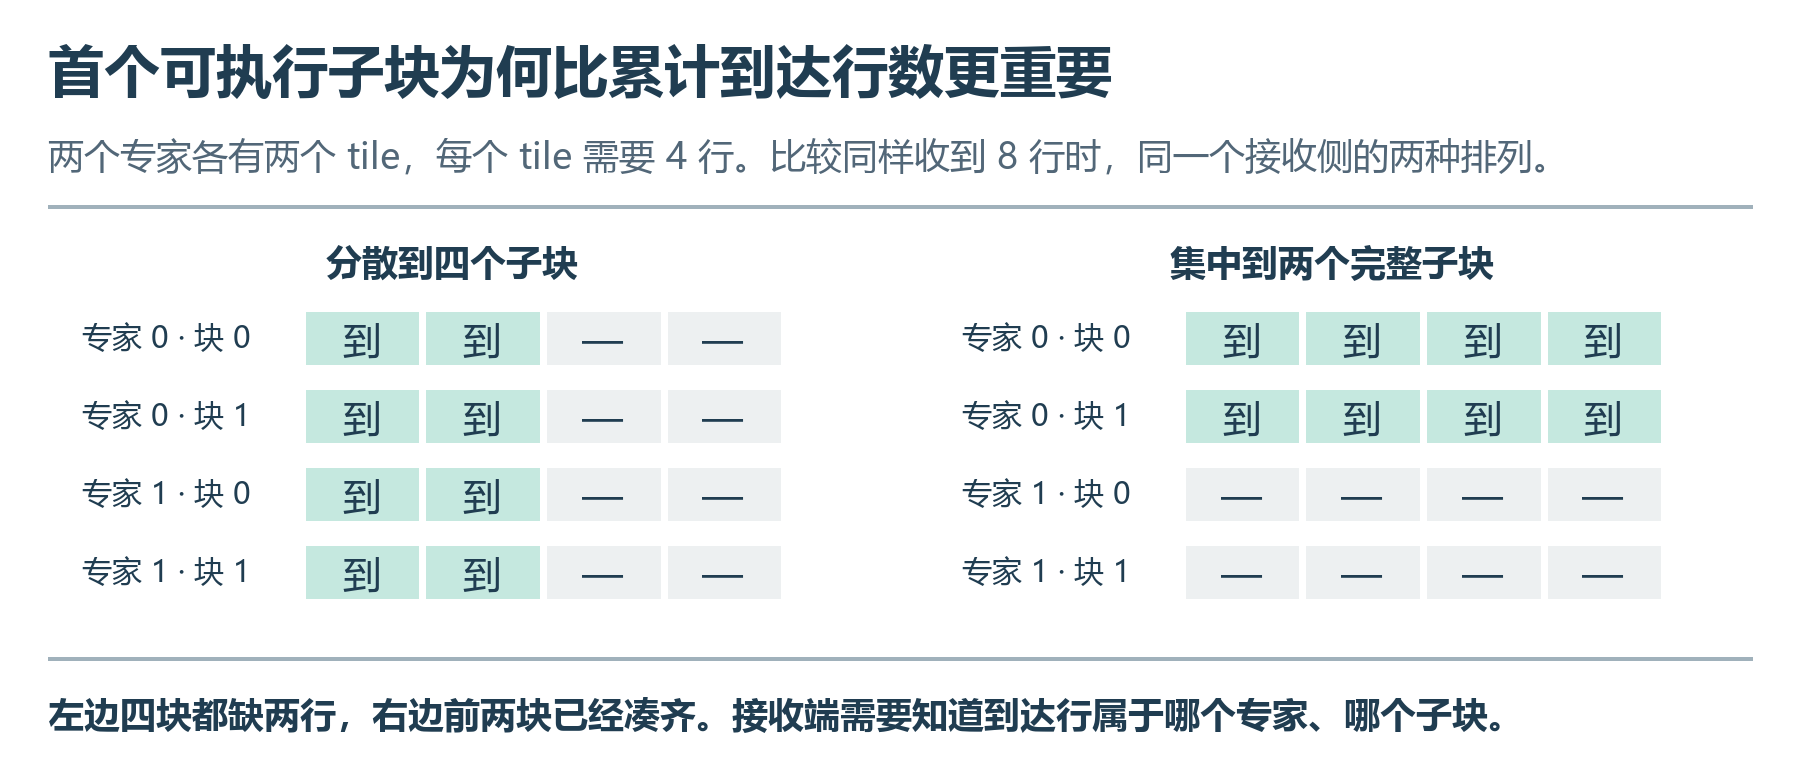 首个可执行子块为何比累计到达行数更重要
两个专家各有两个 tile，每个 tile 需要 4 行。比较同样收到 8 行时，同一个接收侧的两种排列。
分散到四个子块
专家 0 · 块 0 到 到 — —
专家 0 · 块 1 到 到 — —
专家 1 · 块 0 到 到 — —
专家 1 · 块 1 到 到 — —
集中到两个完整子块
专家 0 · 块 0 到 到 到 到
专家 0 · 块 1 到 到 到 到
专家 1 · 块 0 — — — —
专家 1 · 块 1 — — — —
左边四块都缺两行，右边前两块已经凑齐。接收端需要知道到达行属于哪个专家、哪个子块。